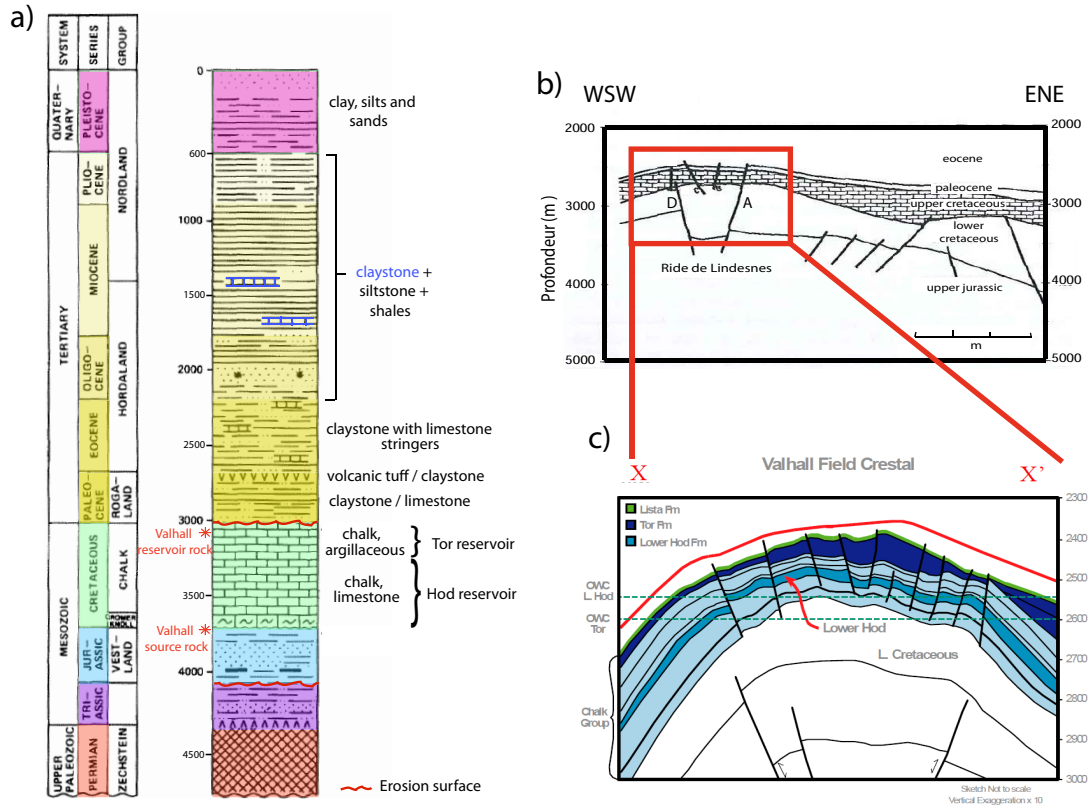 a)
SYSTEM
SERIES
GROUP
QUATER-
NARY
PLEISTO-
CENE
NORDLAND
TERTIARY
PLIO-
CENE
MIOCENE
OLIGO-
CENE
HORDALAND
EOCENE
PALEO-
CENE
ROGA-
LAND
MESOZOIC
CRETACEOUS
CHALK
CROMER
KNOLL
JUR-
ASSIC
VEST-
LAND
TRI-
ASSIC
UPPER
PALEOZOIC
PERMIAN
ZECHSTEIN
0
600
1000
1500
2000
2500
3000
3500
4000
4500
clay, silts and
sands
claystone +
siltstone +
shales
claystone with limestone
stringers
volcanic tuff / claystone
claystone / limestone
Valhall
reservoir rock
chalk,
argillaceous
Tor reservoir
chalk,
limestone
Hod reservoir
Valhall
source rock
Erosion surface
b)
WSW
ENE
Profondeur (m)
2000
3000
4000
5000
2000
3000
4000
5000
eocene
paleocene
upper cretaceous
lower
cretaceous
upper jurassic
D
A
Ride de Lindesnes
m
c)
X
Valhall Field Crestal
X'
Lista Fm
Tor Fm
Lower Hod Fm
OWC
L. Hod
OWC
Tor
Lower Hod
L. Cretaceous
Chalk
Group
2300
2400
2500
2600
2700
2800
2900
3000
Sketch Not to scale
Vertical Exaggeration x 10